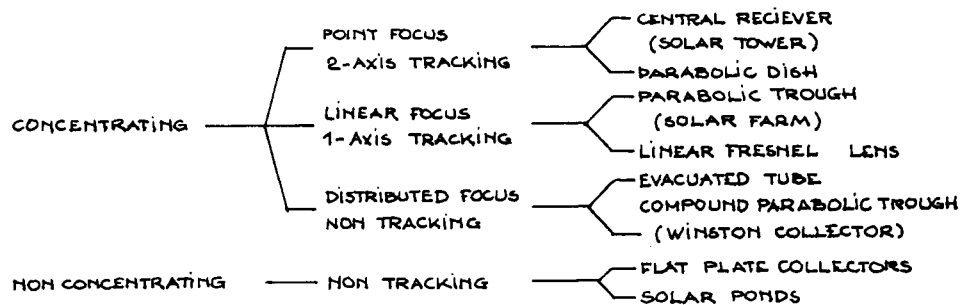 POINT FOCUS
2-AXIS TRACKING
CENTRAL RECIEVER
(SOLAR TOWER)
PARABOLIC DISH
CONCENTRATING
LINEAR FOCUS
1-AXIS TRACKING
PARABOLIC TROUGH
(SOLAR FARM)
LINEAR FRESNEL LENS
DISTRIBUTED FOCUS
NON TRACKING
EVACUATED TUBE
COMPOUND PARABOLIC TROUGH
(WINSTON COLLECTOR)
NON CONCENTRATING
NON TRACKING
FLAT PLATE COLLECTORS
SOLAR PONDS